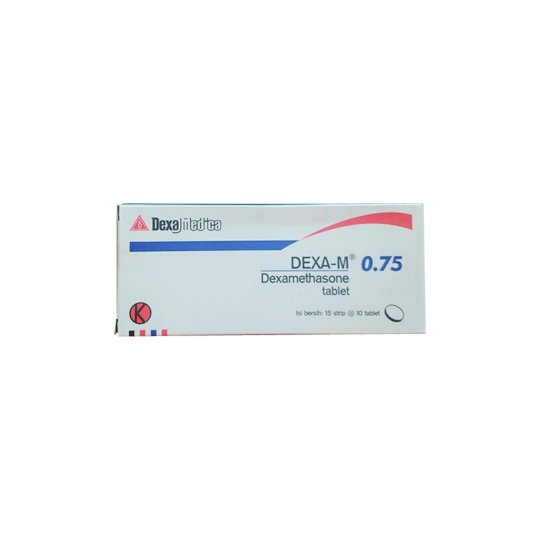 DexaMedica
DEXA-M® 0.75
Dexamethasone
tablet
Isi bersih: 15 strip @ 10 tablet
K